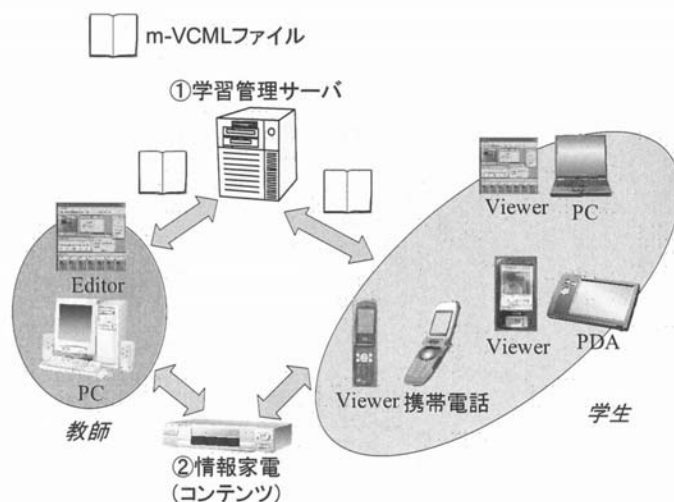 m-VCMLファイル
①学習管理サーバ
Viewer
PC
Editor
PC
Viewer
PDA
Viewer
携帯電話
教師
学生
②情報家電
(コンテンツ)